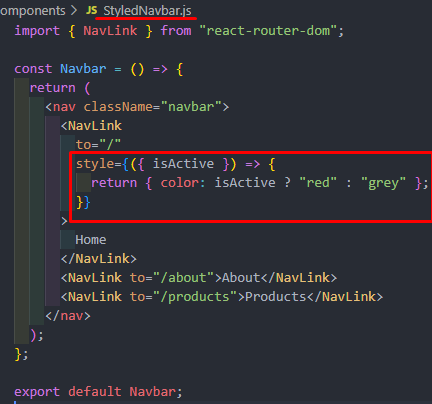 omponents > JS StyledNavbar.js
import { NavLink } from "react-router-dom";
const Navbar = () => {
return (
<nav className="navbar">
<NavLink
to="/"
style={({ isActive }) => {
return { color: isActive ? "red" : "grey" };
}}
>
Home
</NavLink>
<NavLink to="/about">About</NavLink>
<NavLink to="/products">Products</NavLink>
</nav>
);
};
export default Navbar;